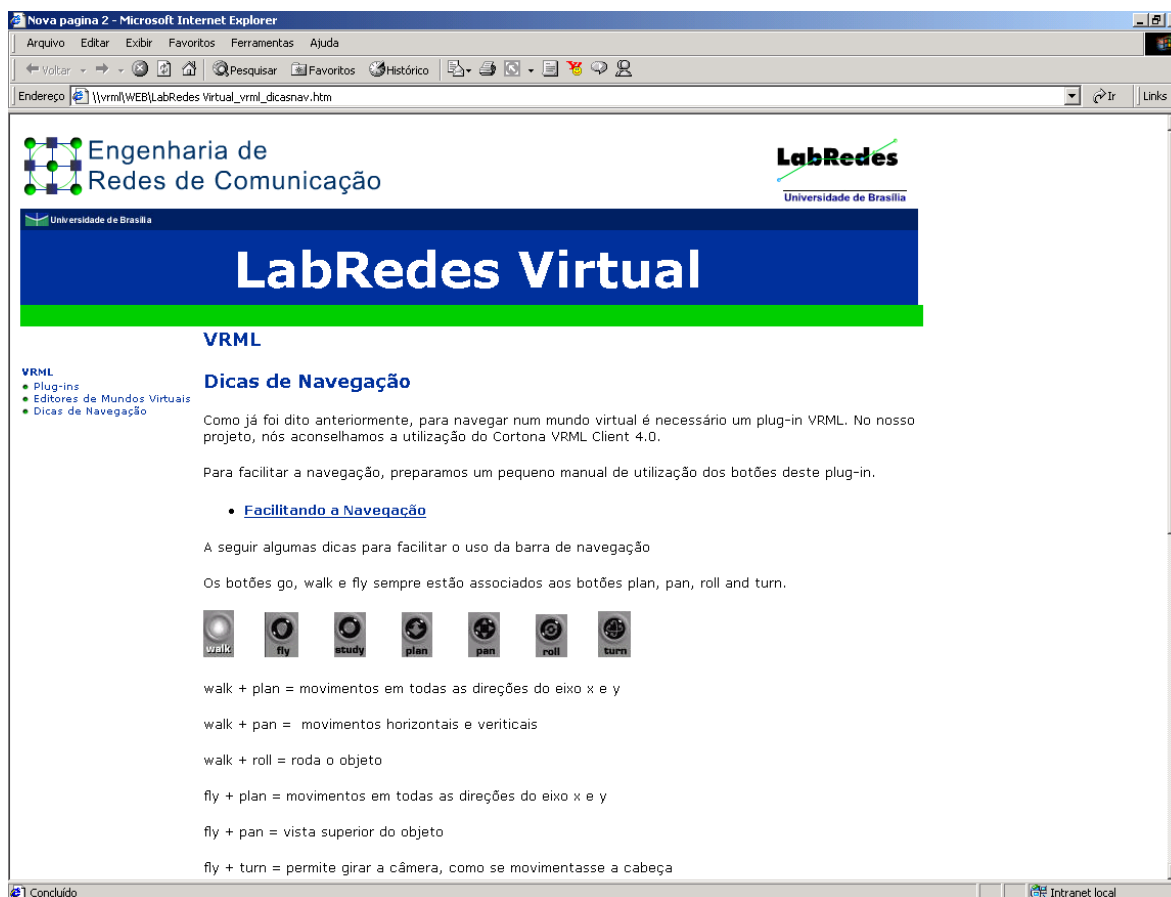 Nova pagina 2 - Microsoft Internet Explorer
Arquivo Editar Exibir Favoritos Ferramentas Ajuda
Voltar Pesquisar Favoritos Histórico
Endereço \\vrml\WEB\LabRedes Virtual_vrml_dicasnav.htm Ir Links
Engenharia de
Redes de Comunicação
LabRedes
Universidade de Brasília
Universidade de Brasília
LabRedes Virtual
VRML
VRML
• Plug-ins
• Editores de Mundos Virtuais
• Dicas de Navegação
Dicas de Navegação
Como já foi dito anteriormente, para navegar num mundo virtual é necessário um plug-in VRML. No nosso
projeto, nós aconselhamos a utilização do Cortona VRML Client 4.0.
Para facilitar a navegação, preparamos um pequeno manual de utilização dos botões deste plug-in.
• Facilitando a Navegação
A seguir algumas dicas para facilitar o uso da barra de navegação
Os botões go, walk e fly sempre estão associados aos botões plan, pan, roll and turn.
walk fly study plan pan roll turn
walk + plan = movimentos em todas as direções do eixo x e y
walk + pan = movimentos horizontais e veriticais
walk + roll = roda o objeto
fly + plan = movimentos em todas as direções do eixo x e y
fly + pan = vista superior do objeto
fly + turn = permite girar a câmera, como se movimentasse a cabeça
Concluído Intranet local